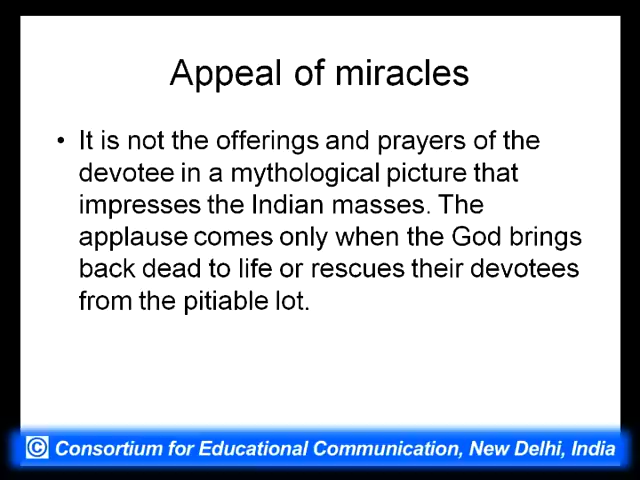 Appeal of miracles
• It is not the offerings and prayers of the
devotee in a mythological picture that
impresses the Indian masses. The
applause comes only when the God brings
back dead to life or rescues their devotees
from the pitiable lot.
© Consortium for Educational Communication, New Delhi, India